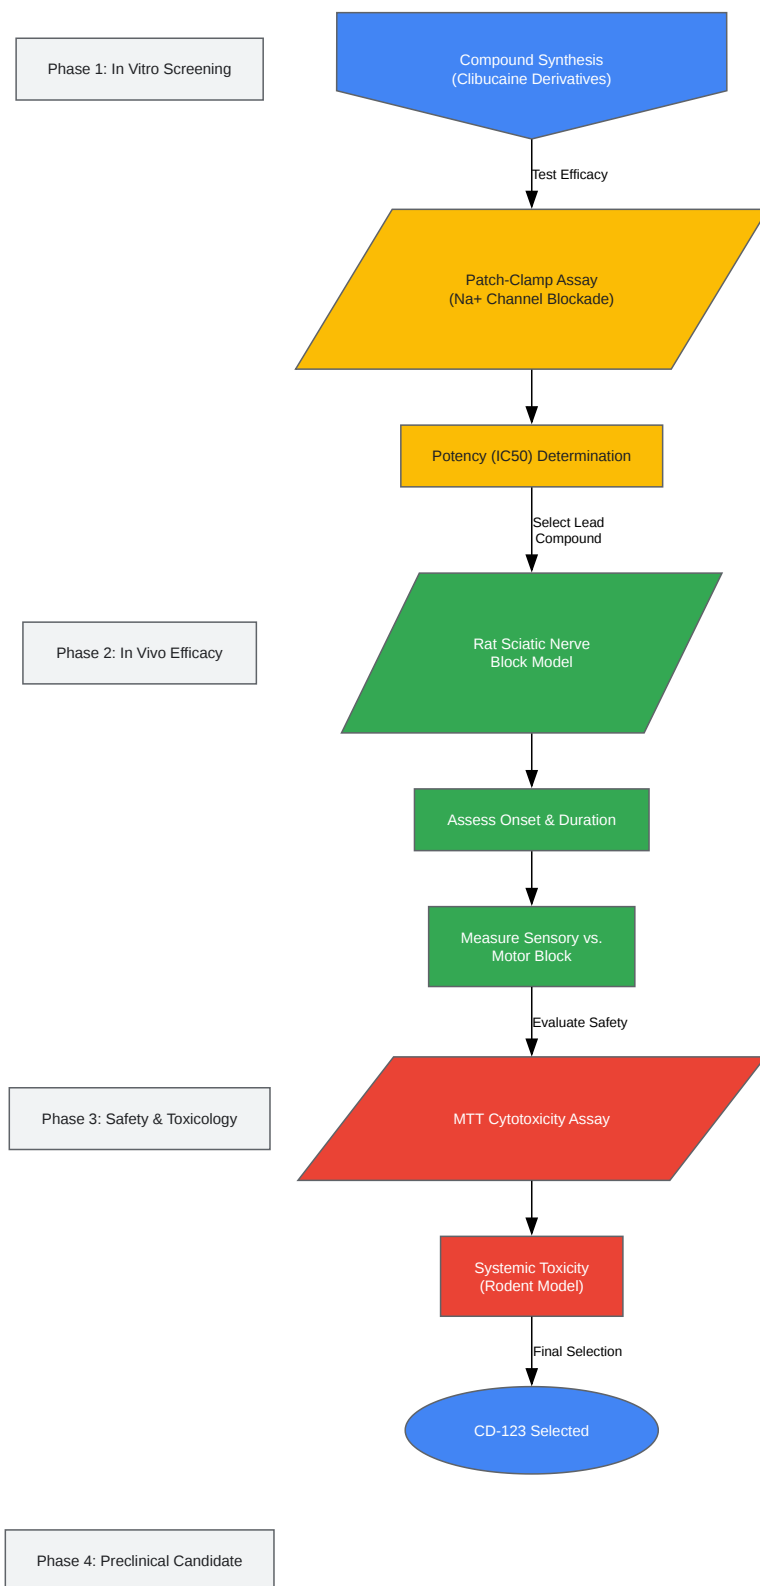 Phase 1: In Vitro Screening
Compound Synthesis
(Clibucaine Derivatives)
Test Efficacy
Patch-Clamp Assay
(Na+ Channel Blockade)
Potency (IC50) Determination
Select Lead
Compound
Phase 2: In Vivo Efficacy
Rat Sciatic Nerve
Block Model
Assess Onset & Duration
Measure Sensory vs.
Motor Block
Evaluate Safety
Phase 3: Safety & Toxicology
MTT Cytotoxicity Assay
Systemic Toxicity
(Rodent Model)
Final Selection
CD-123 Selected
Phase 4: Preclinical Candidate